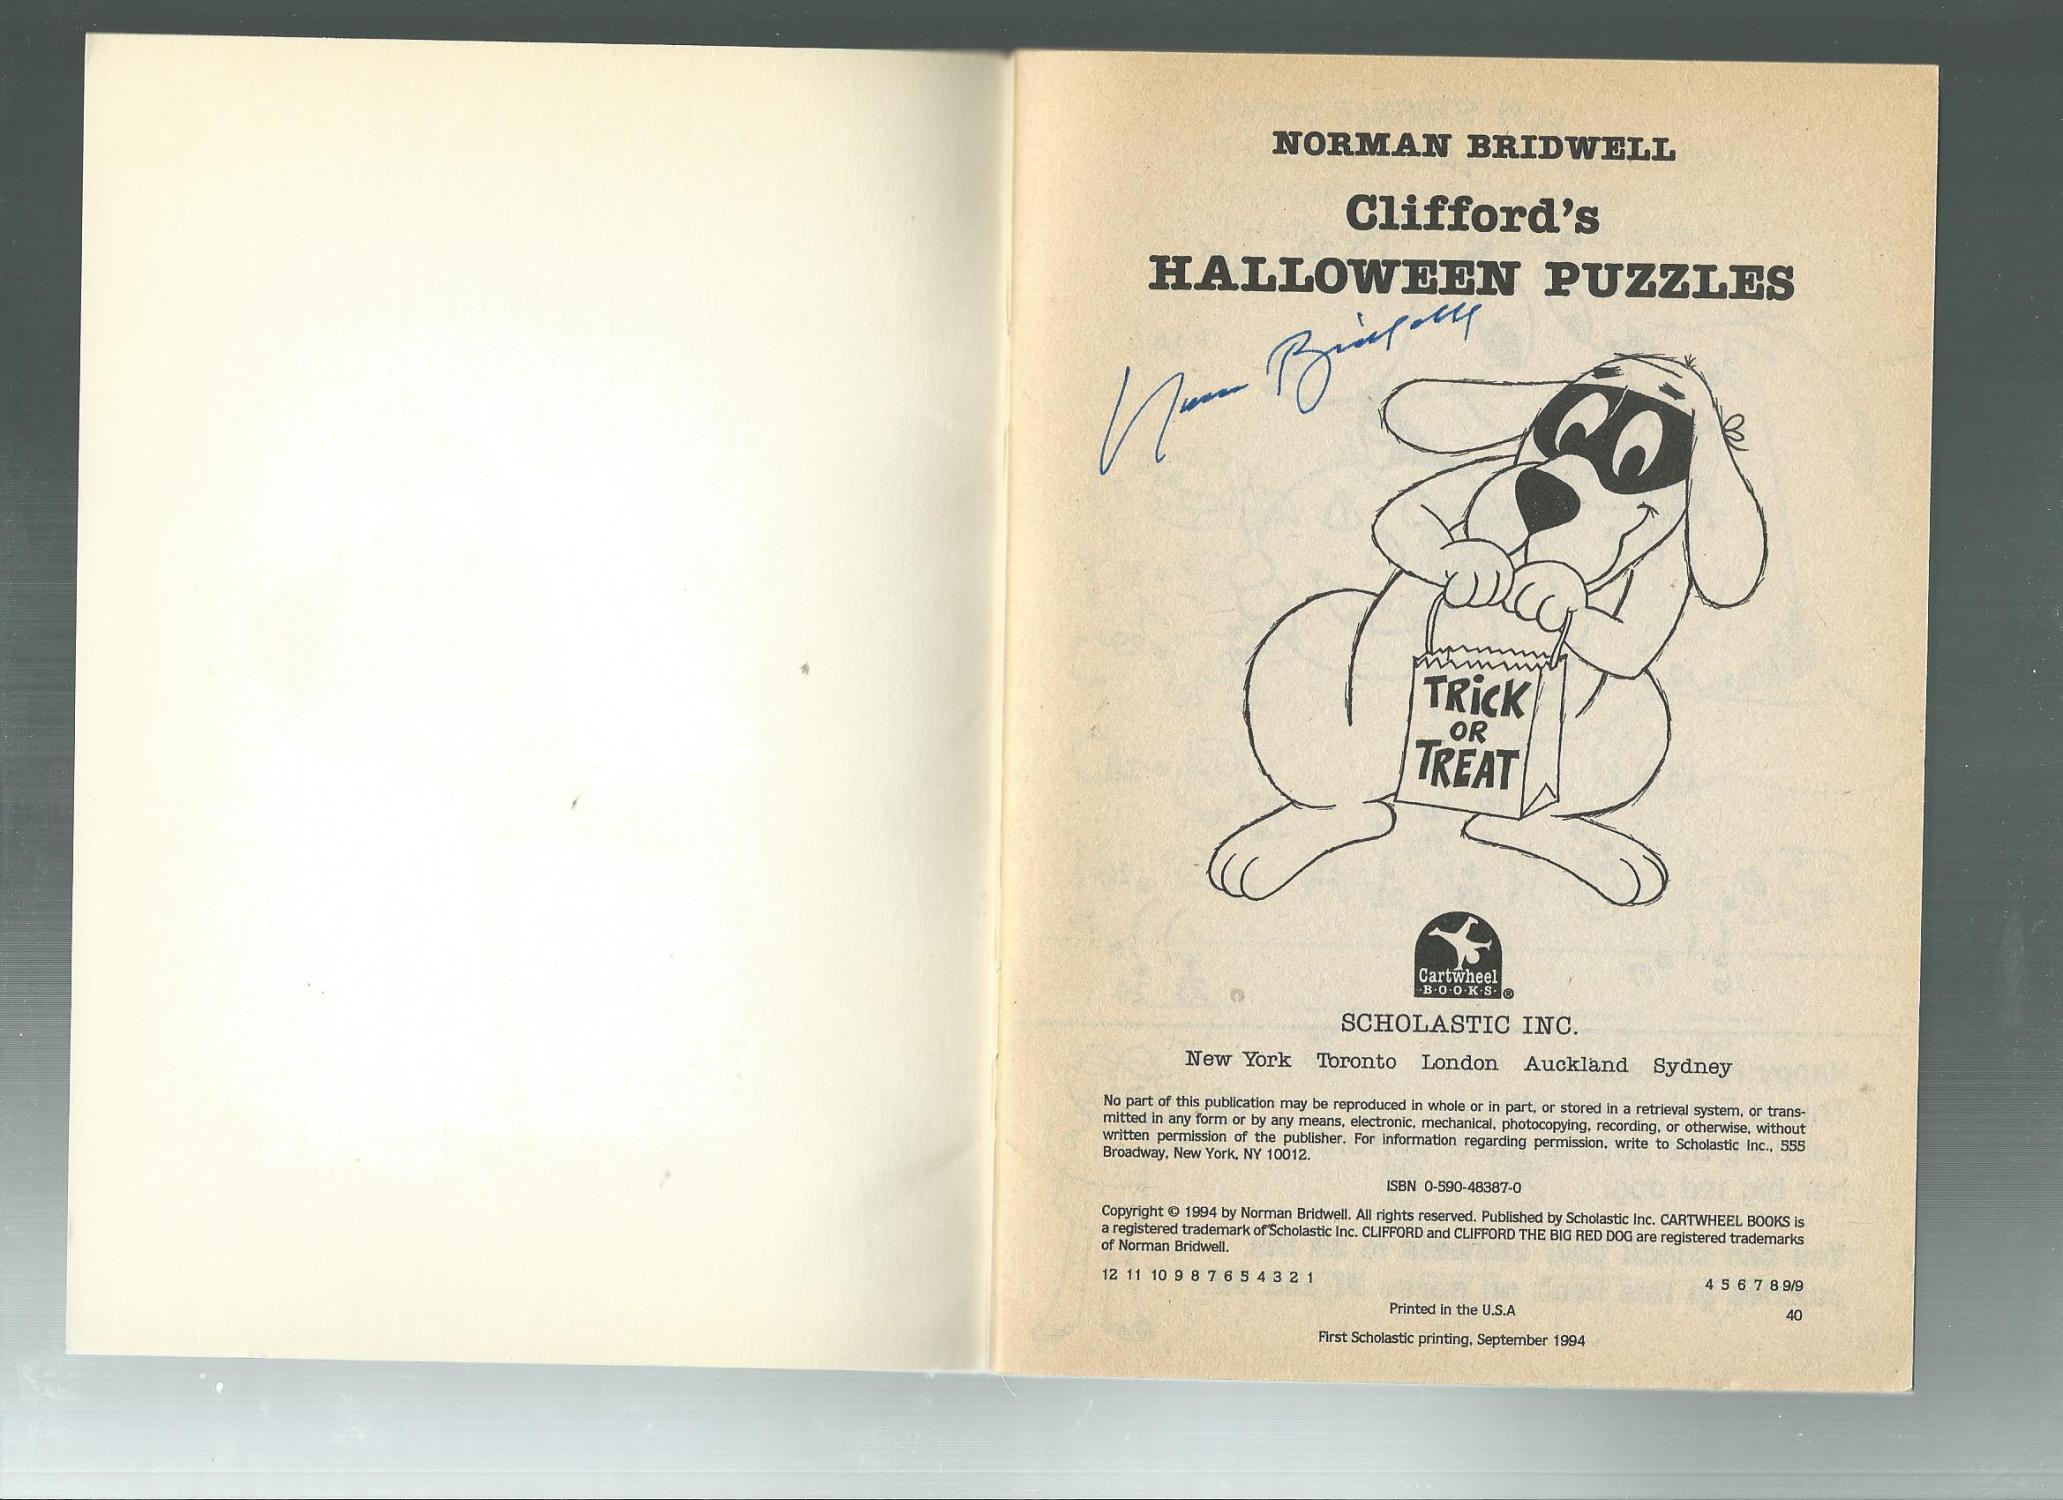 NORMAN BRIDWELL
Clifford's
HALLOWEEN PUZZLES
Norman Bridwell
TRiCK
OR
TREAT
Cartwheel
·B·O·O·K·S· ®
SCHOLASTIC INC.
New York Toronto London Auckland Sydney
No part of this publication may be reproduced in whole or in part, or stored in a retrieval system, or trans-
mitted in any form or by any means, electronic, mechanical, photocopying, recording, or otherwise, without
written permission of the publisher. For information regarding permission, write to Scholastic Inc., 555
Broadway, New York, NY 10012.
ISBN 0-590-48387-0
Copyright © 1994 by Norman Bridwell. All rights reserved. Published by Scholastic Inc. CARTWHEEL BOOKS is
a registered trademark of Scholastic Inc. CLIFFORD and CLIFFORD THE BIG RED DOG are registered trademarks
of Norman Bridwell.
12 11 10 9 8 7 6 5 4 3 2 1 4 5 6 7 8 9/9
Printed in the U.S.A 40
First Scholastic printing, September 1994